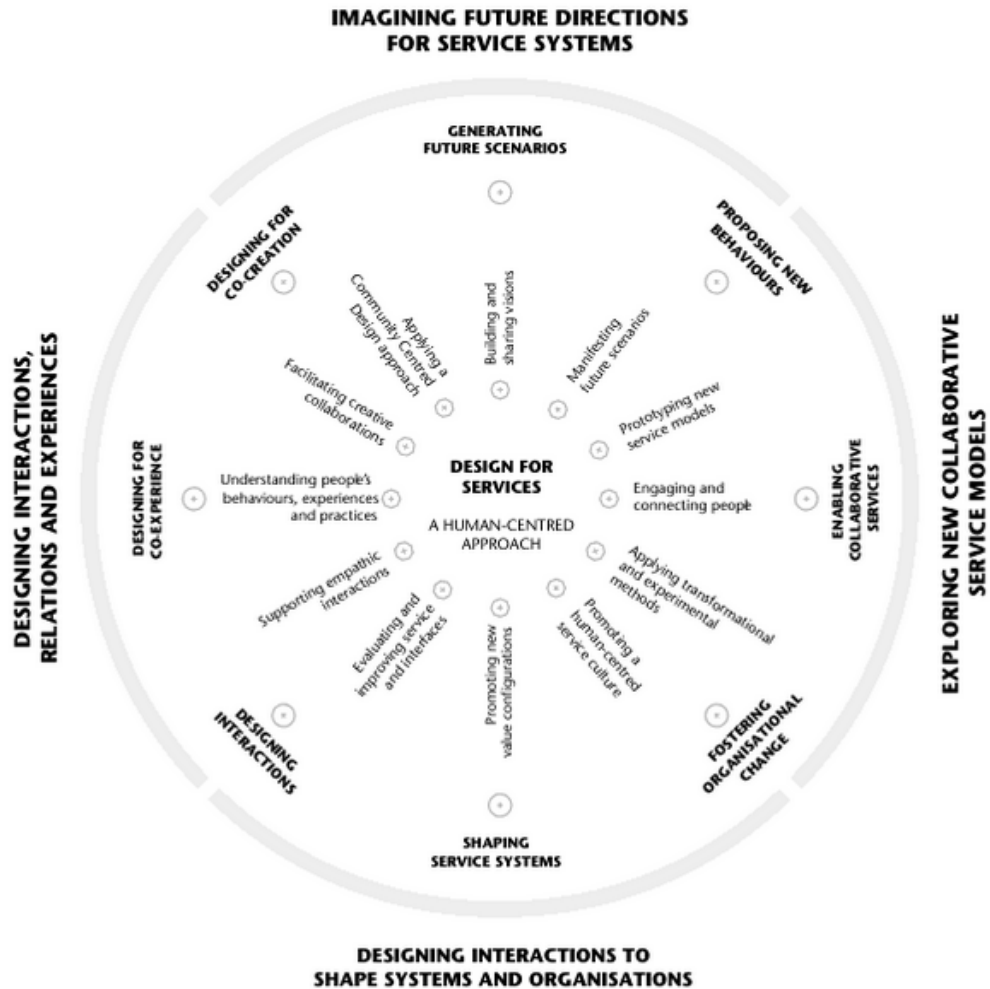 IMAGINING FUTURE DIRECTIONS
FOR SERVICE SYSTEMS
GENERATING
FUTURE SCENARIOS
DESIGNING FOR
CO-CREATION
PROPOSING NEW
BEHAVIOURS
Applying a
Community Centred
Design approach
Building and
sharing visions
Manifesting
future scenarios
Facilitating creative
collaborations
Prototyping new
service models
DESIGNING INTERACTIONS,
RELATIONS AND EXPERIENCES
DESIGNING FOR
CO-EXPERIENCE
Understanding people's
behaviours, experiences
and practices
DESIGN FOR
SERVICES
A HUMAN-CENTRED
APPROACH
Engaging and
connecting people
ENABLING
COLLABORATIVE
SERVICES
EXPLORING NEW COLLABORATIVE
SERVICE MODELS
Supporting empathic
interactions
Evaluating and
improving service
and interfaces
Promoting new
value configurations
Promoting a
human-centred
service culture
Applying transformational
and experimental
methods
DESIGNING
INTERACTIONS
FOSTERING
ORGANISATIONAL
CHANGE
SHAPING
SERVICE SYSTEMS
DESIGNING INTERACTIONS TO
SHAPE SYSTEMS AND ORGANISATIONS